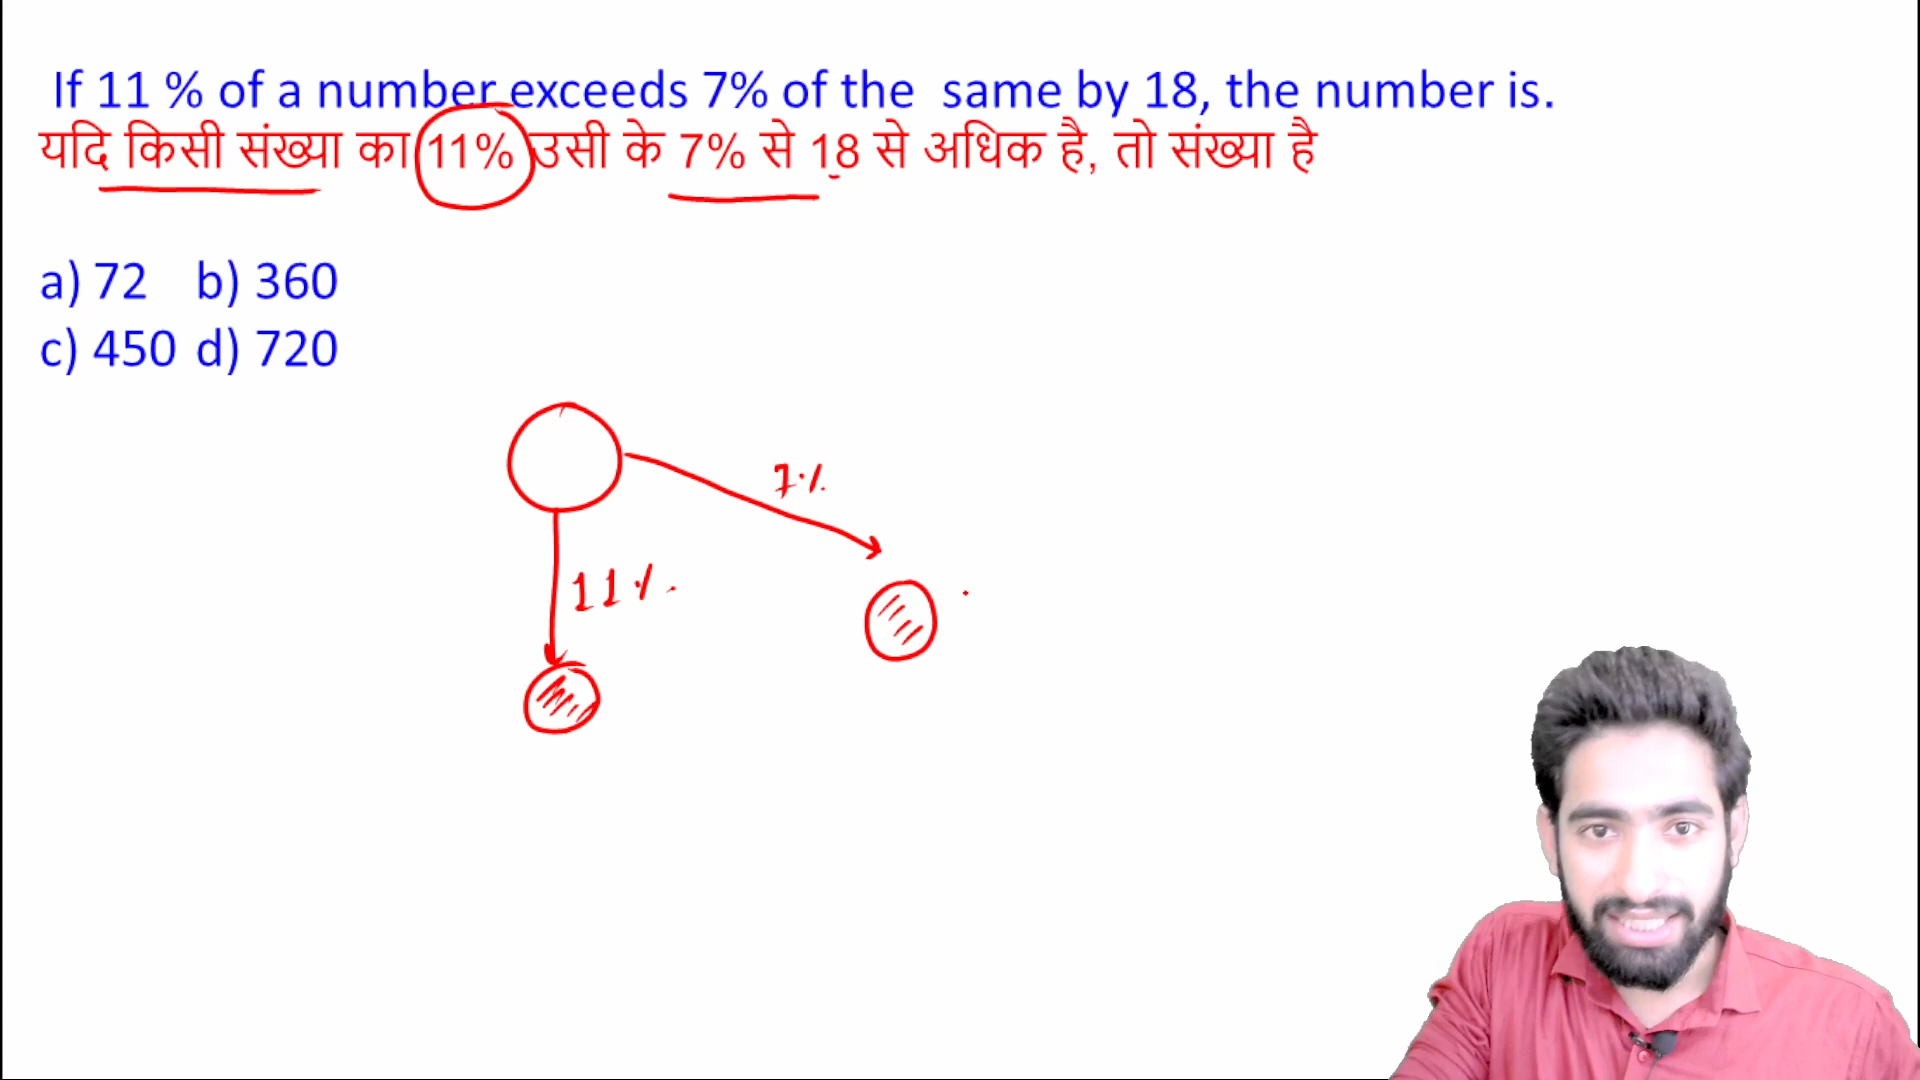 If 11 % of a number exceeds 7% of the same by 18, the number is.
यदि किसी संख्या का 11% उसी के 7% से 18 से अधिक है, तो संख्या है
a) 72 b) 360
c) 450 d) 720
7%
11%